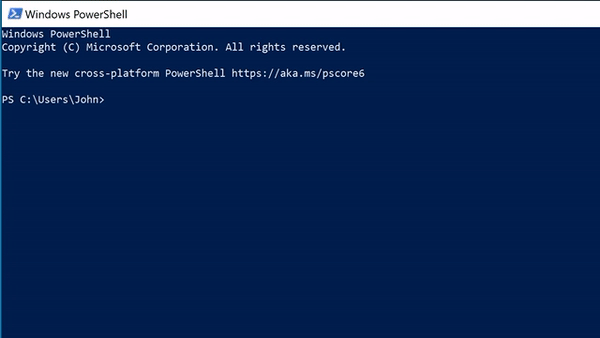 Windows PowerShell
Windows PowerShell
Copyright (C) Microsoft Corporation. All rights reserved.
Try the new cross-platform PowerShell https://aka.ms/pscore6
PS C:\Users\John>